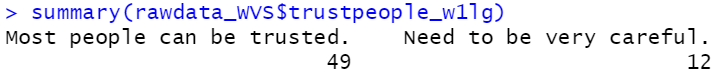 > summary(rawdata_WVS$trustpeople_w1lg)
Most people can be trusted.    Need to be very careful.
                         49                          12